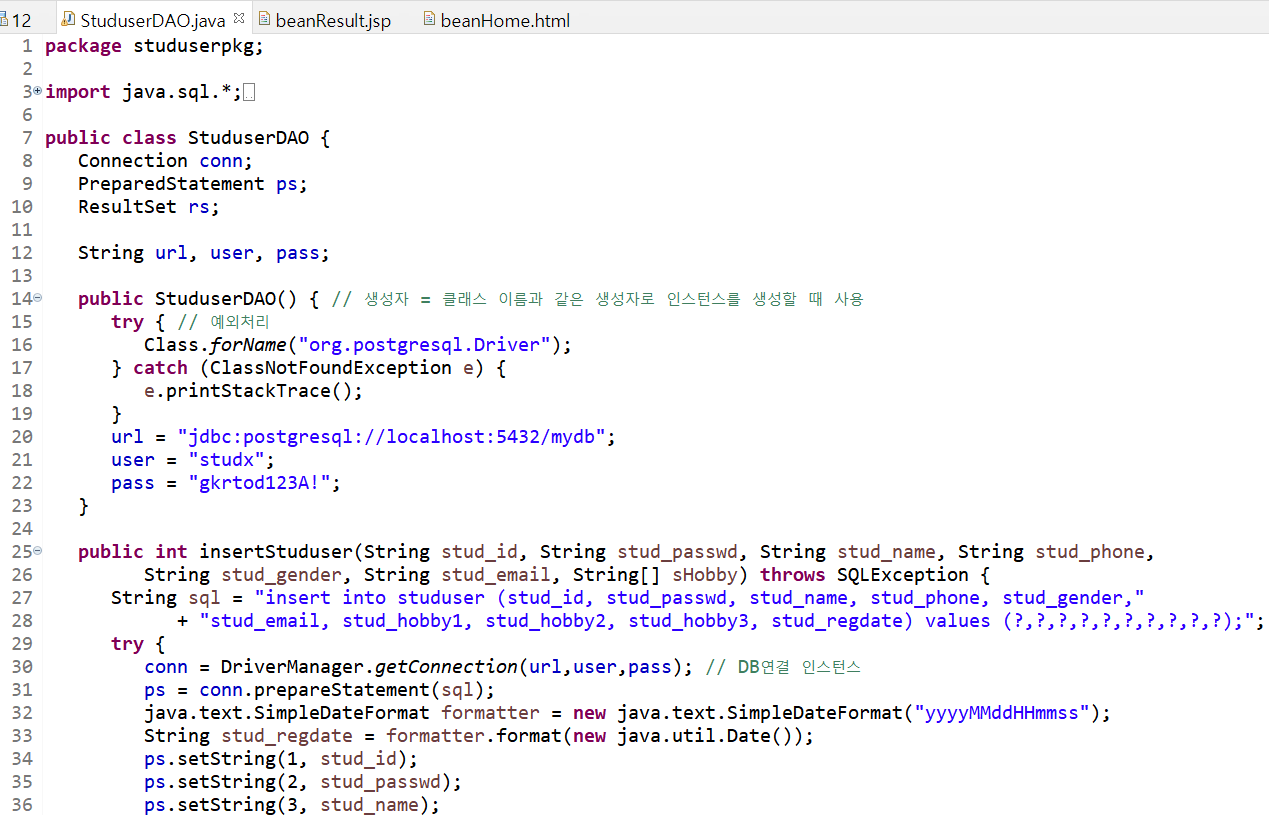 12 StuduserDAO.java beanResult.jsp beanHome.html
1 package studuserpkg;
2
3 import java.sql.*;
6
7 public class StuduserDAO {
8 Connection conn;
9 PreparedStatement ps;
10 ResultSet rs;
11
12 String url, user, pass;
13
14 public StuduserDAO() { // 생성자 = 클래스 이름과 같은 생성자로 인스턴스를 생성할 때 사용
15 try { // 예외처리
16 Class.forName("org.postgresql.Driver");
17 } catch (ClassNotFoundException e) {
18 e.printStackTrace();
19 }
20 url = "jdbc:postgresql://localhost:5432/mydb";
21 user = "studx";
22 pass = "gkrtod123A!";
23 }
24
25 public int insertStuduser(String stud_id, String stud_passwd, String stud_name, String stud_phone,
26 String stud_gender, String stud_email, String[] sHobby) throws SQLException {
27 String sql = "insert into studuser (stud_id, stud_passwd, stud_name, stud_phone, stud_gender,"
28 + "stud_email, stud_hobby1, stud_hobby2, stud_hobby3, stud_regdate) values (?,?,?,?,?,?,?,?,?,?);";
29 try {
30 conn = DriverManager.getConnection(url,user,pass); // DB연결 인스턴스
31 ps = conn.prepareStatement(sql);
32 java.text.SimpleDateFormat formatter = new java.text.SimpleDateFormat("yyyyMMddHHmmss");
33 String stud_regdate = formatter.format(new java.util.Date());
34 ps.setString(1, stud_id);
35 ps.setString(2, stud_passwd);
36 ps.setString(3, stud_name);